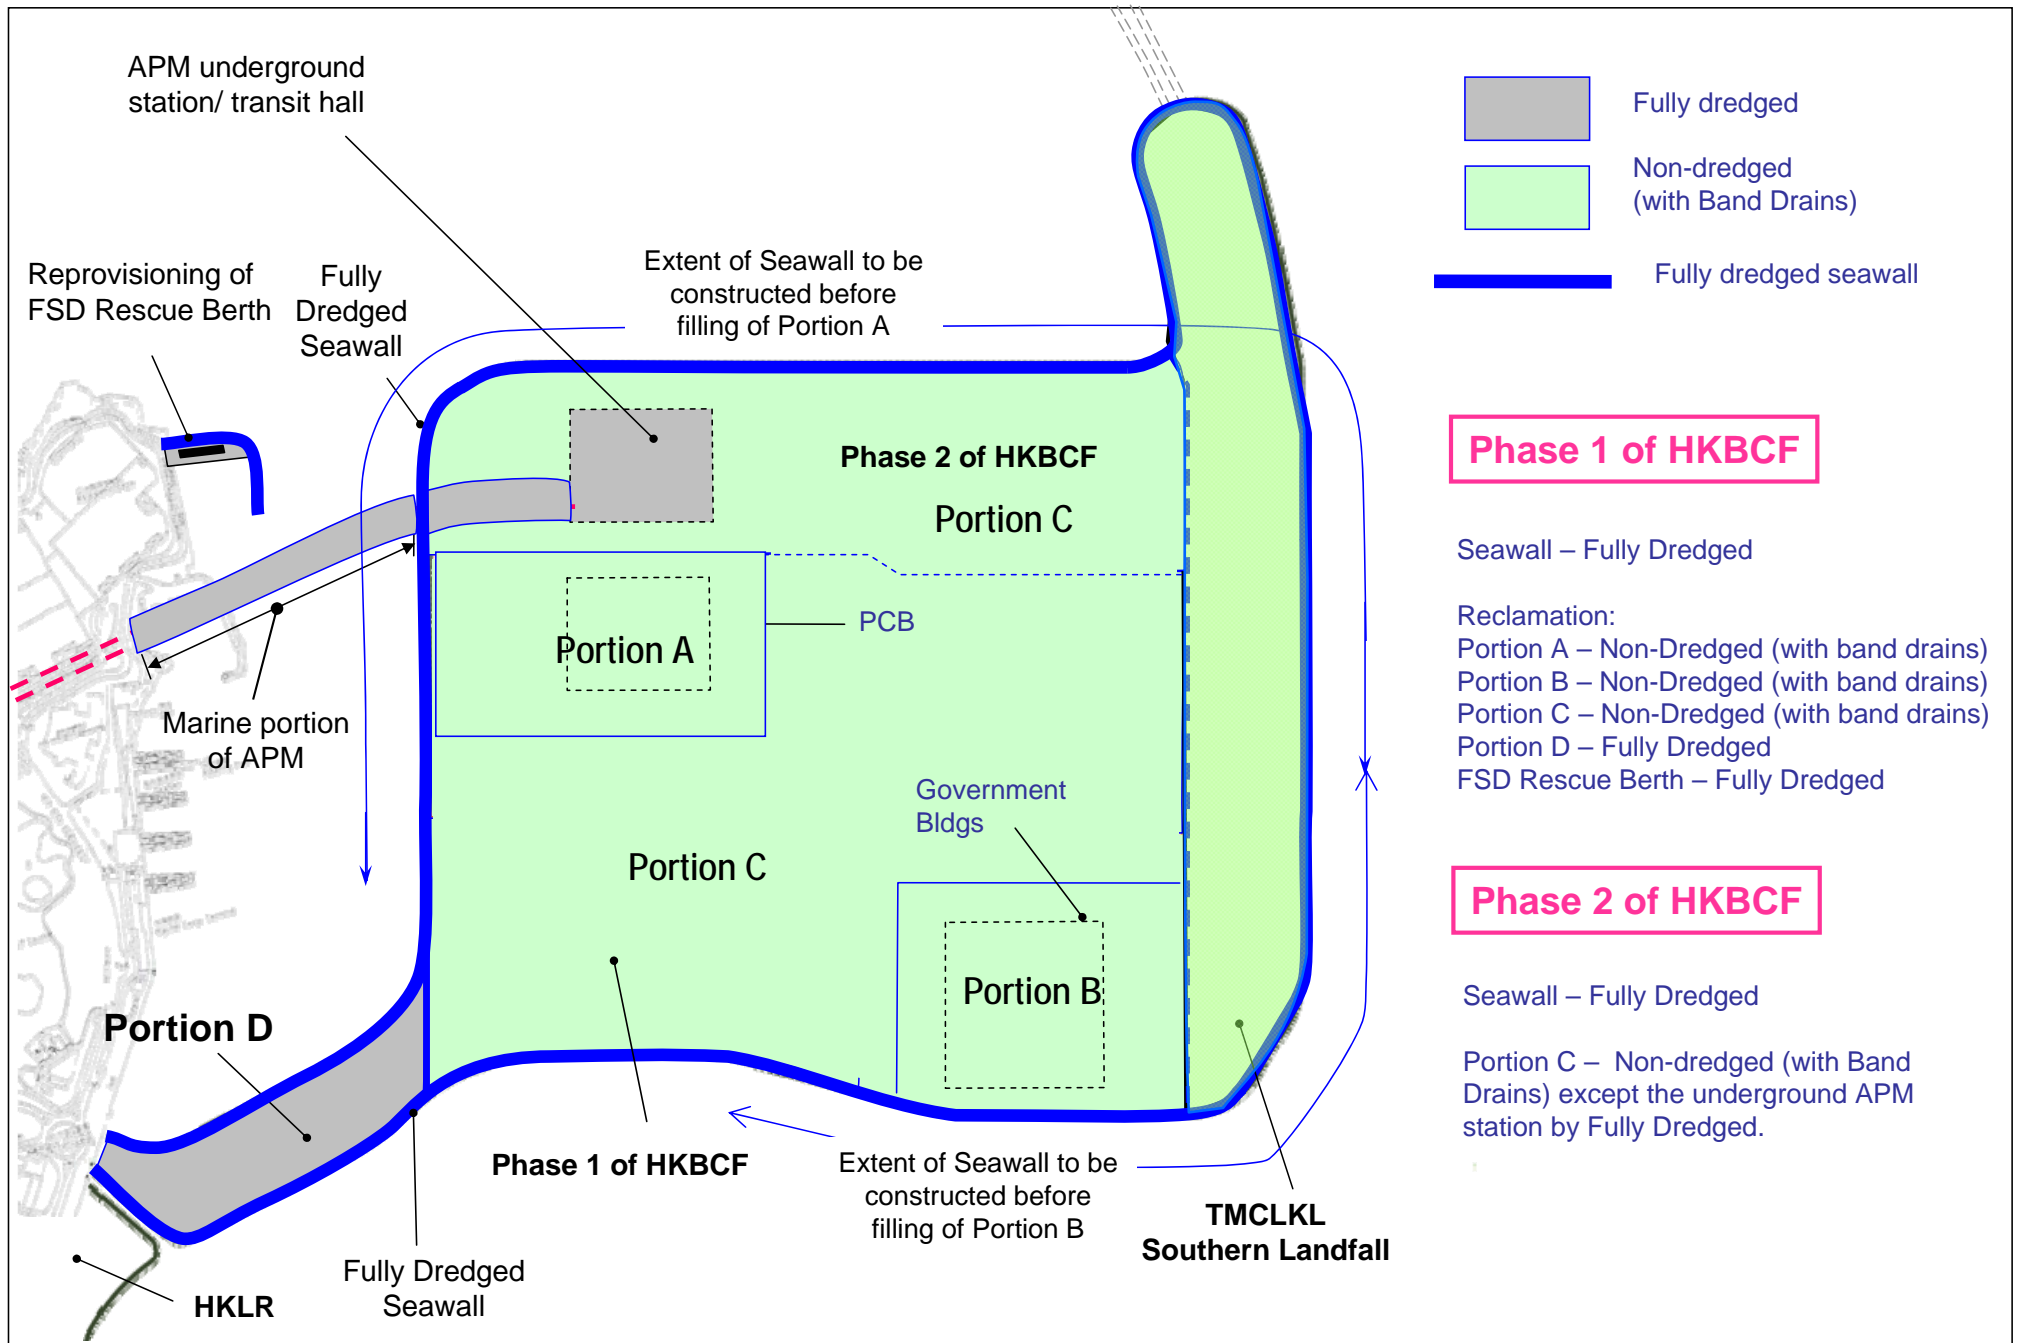 APM underground
station/ transit hall
Reprovisioning of
FSD Rescue Berth
Fully
Dredged
Seawall
Extent of Seawall to be
constructed before
filling of Portion A
Phase 2 of HKBCF
Portion C
PCB
Portion A
Marine portion
of APM
Government
Bldgs
Portion C
Portion B
Portion D
Phase 1 of HKBCF
Extent of Seawall to be
constructed before
filling of Portion B
TMCLKL
Southern Landfall
Fully Dredged
Seawall
HKLR
Fully dredged
Non-dredged
(with Band Drains)
Fully dredged seawall
Phase 1 of HKBCF
Seawall – Fully Dredged
Reclamation:
Portion A – Non-Dredged (with band drains)
Portion B – Non-Dredged (with band drains)
Portion C – Non-Dredged (with band drains)
Portion D – Fully Dredged
FSD Rescue Berth – Fully Dredged
Phase 2 of HKBCF
Seawall – Fully Dredged
Portion C – Non-dredged (with Band
Drains) except the underground APM
station by Fully Dredged.